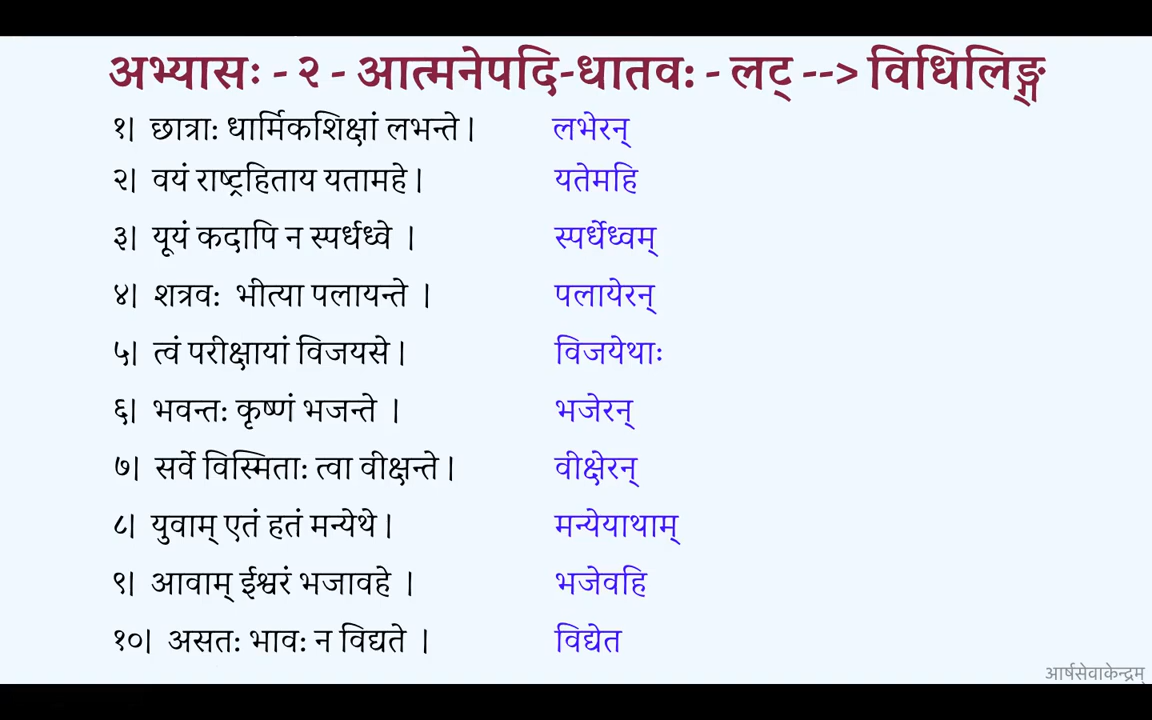 अभ्यासः - २ - आत्मनेपदि-धातवः - लट् --> विधिलिङ्ग्
१| छात्राः धार्मिकशिक्षां लभन्ते | लभेरन्
२| वयं राष्ट्रहिताय यतामहे | यतेमहि
३| यूयं कदापि न स्पर्धध्वे | स्पर्धेध्वम्
४| शत्रवः भीत्या पलायन्ते | पलायेरन्
५| त्वं परीक्षायां विजयसे | विजयेथाः
६| भवन्तः कृष्णं भजन्ते | भजेरन्
७| सर्वे विस्मिताः त्वा वीक्षन्ते | वीक्षेरन्
८| युवाम् एतं हतं मन्येथे | मन्येयाथाम्
९| आवाम् ईश्वरं भजावहे | भजेवहि
१०| असतः भावः न विद्यते | विद्येत
आर्षसेवाकेन्द्रम्